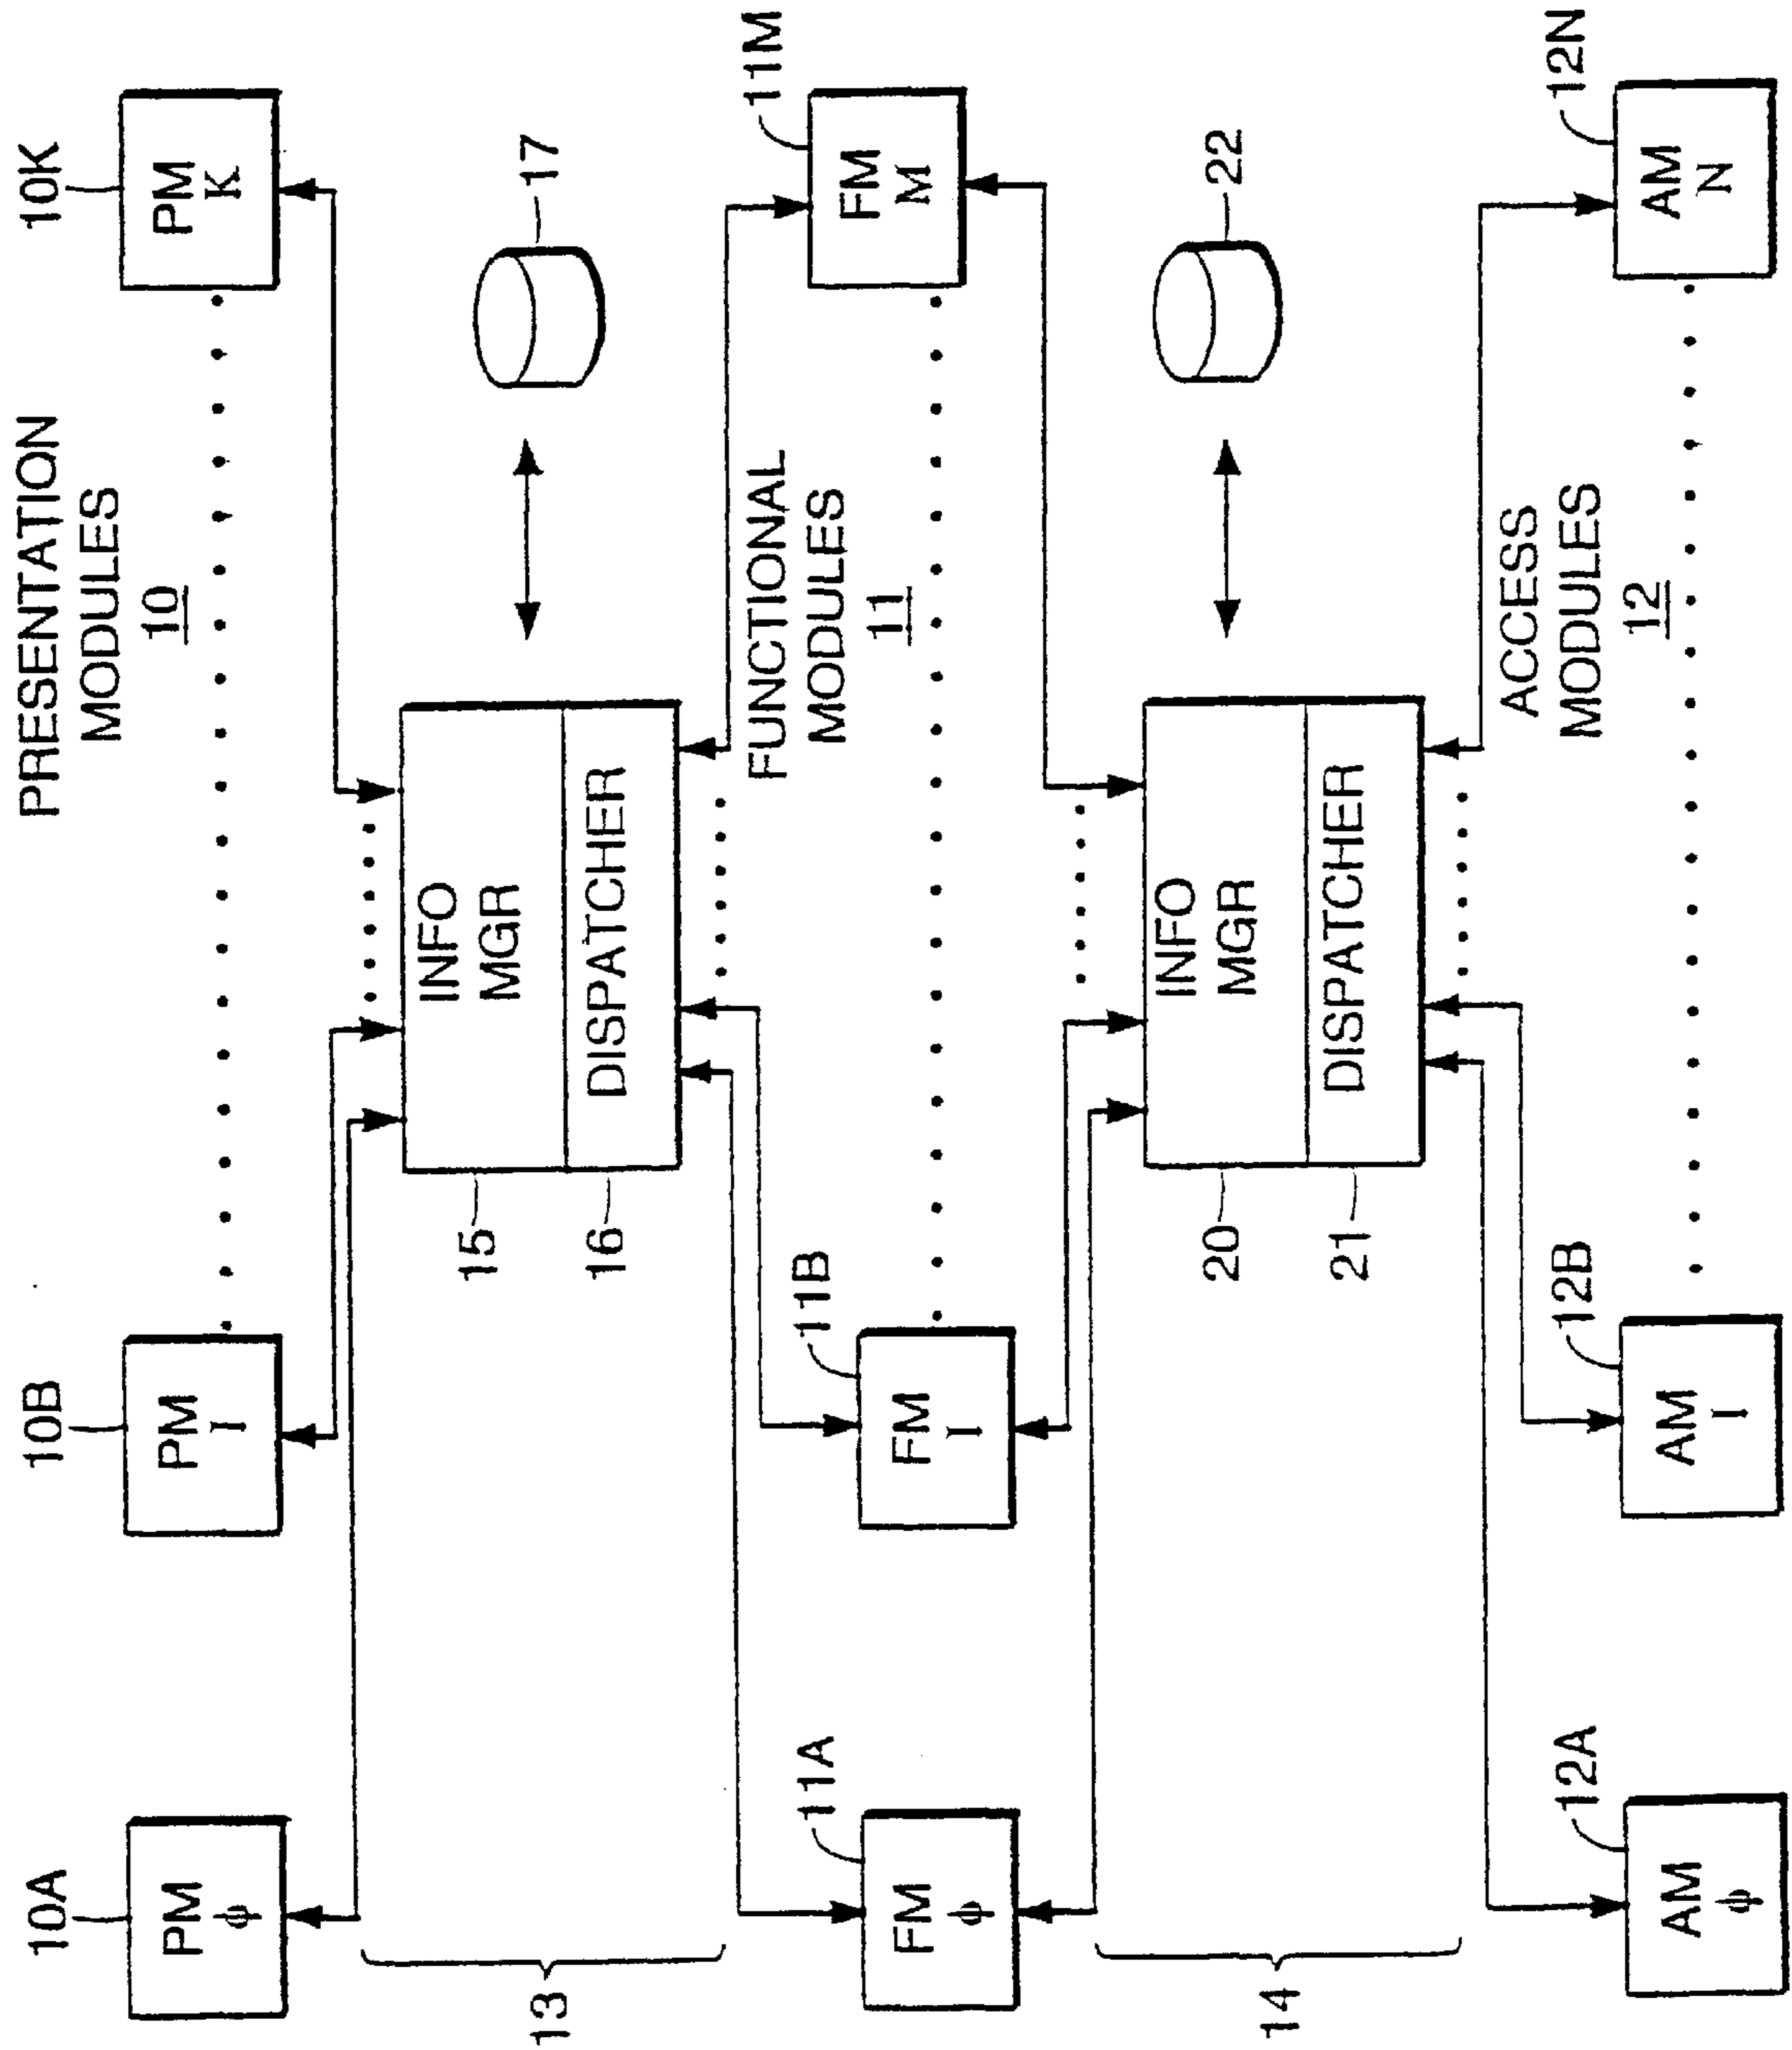 10A
10B
PRESENTATION
MODULES
10
10K
PM
ϕ
PM
I
PM
K
13
15
INFO
MGR
16
DISPATCHER
17
11A
11B
FUNCTIONAL
MODULES
11
11M
FM
ϕ
FM
I
FM
M
14
20
INFO
MGR
21
DISPATCHER
22
12A
12B
ACCESS
MODULES
12
12N
AM
ϕ
AM
I
AM
N